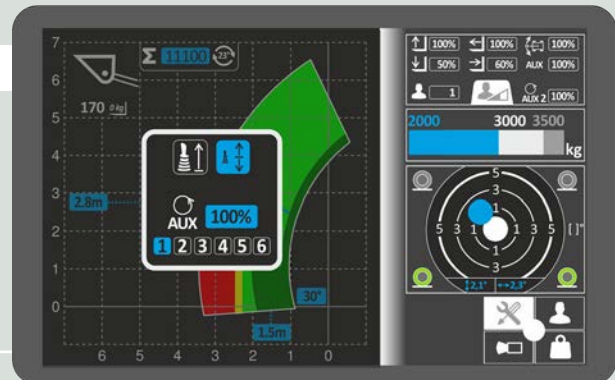 7
6
5
4
3
2
1
0
6 5 4 3 2 1 0
Σ 11100 23°
170 0 kg
2.8m
30°
1.5m
AUX 100%
1 2 3 4 5 6
100% 100% 100%
50% 60% AUX 100%
1 AUX 2 100%
2000 3000 3500
kg
5
3
1
5 3 1 1 3 5 [ ]°
1
3
2,1° 2,3°